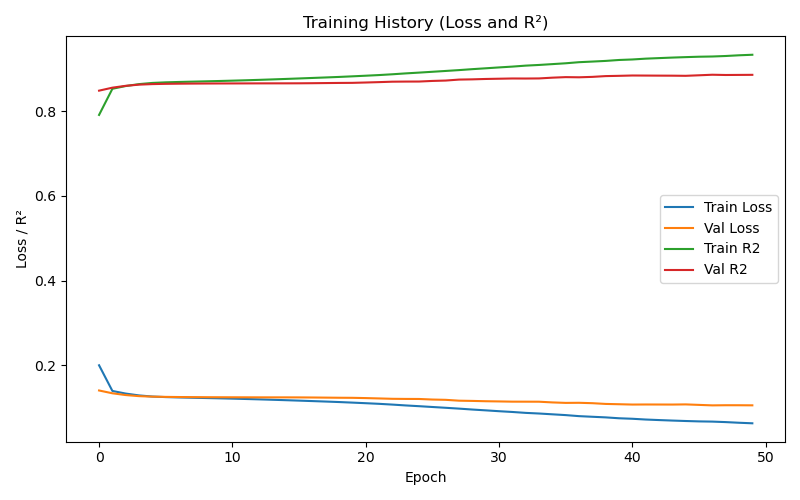 Training History (Loss and R²)
Loss / R²
0.8
0.6
0.4
0.2
Train Loss
Val Loss
Train R2
Val R2
0 10 20 30 40 50
Epoch